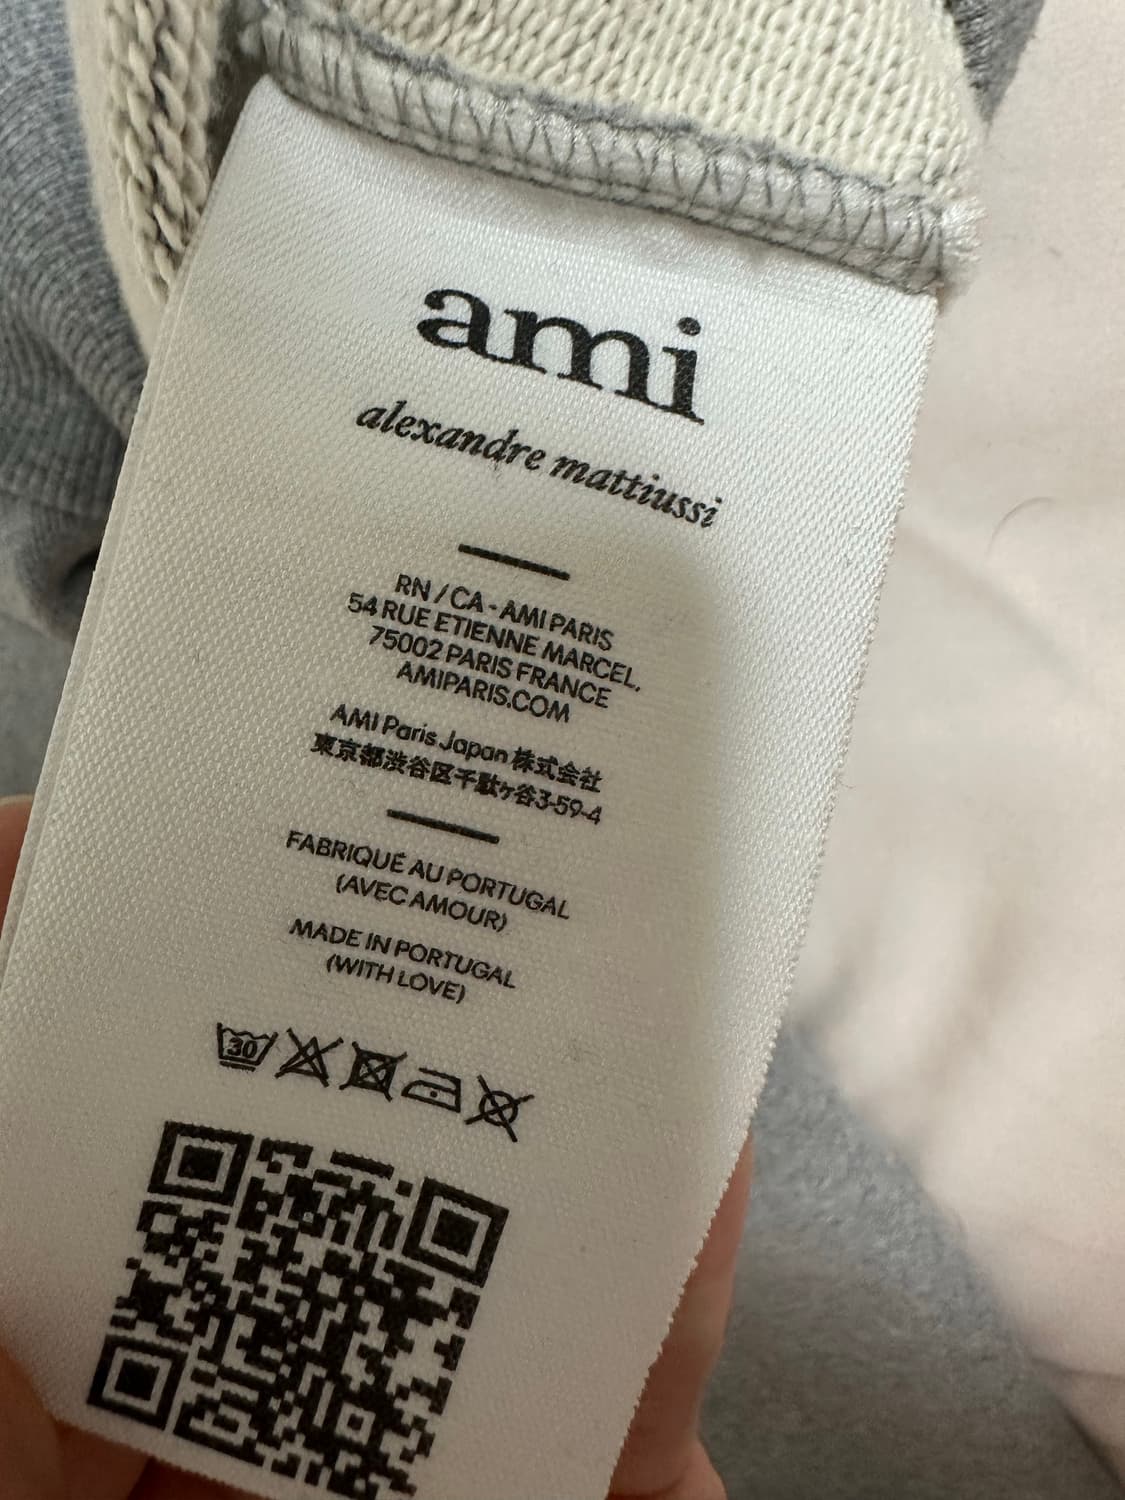 ami
alexandre mattiussi
RN / CA - AMI PARIS
54 RUE ETIENNE MARCEL,
75002 PARIS FRANCE
AMIPARIS.COM
AMI Paris Japan 株式会社
東京都渋谷区千駄ヶ谷3-59-4
FABRIQUÉ AU PORTUGAL
(AVEC AMOUR)
MADE IN PORTUGAL
(WITH LOVE)
30